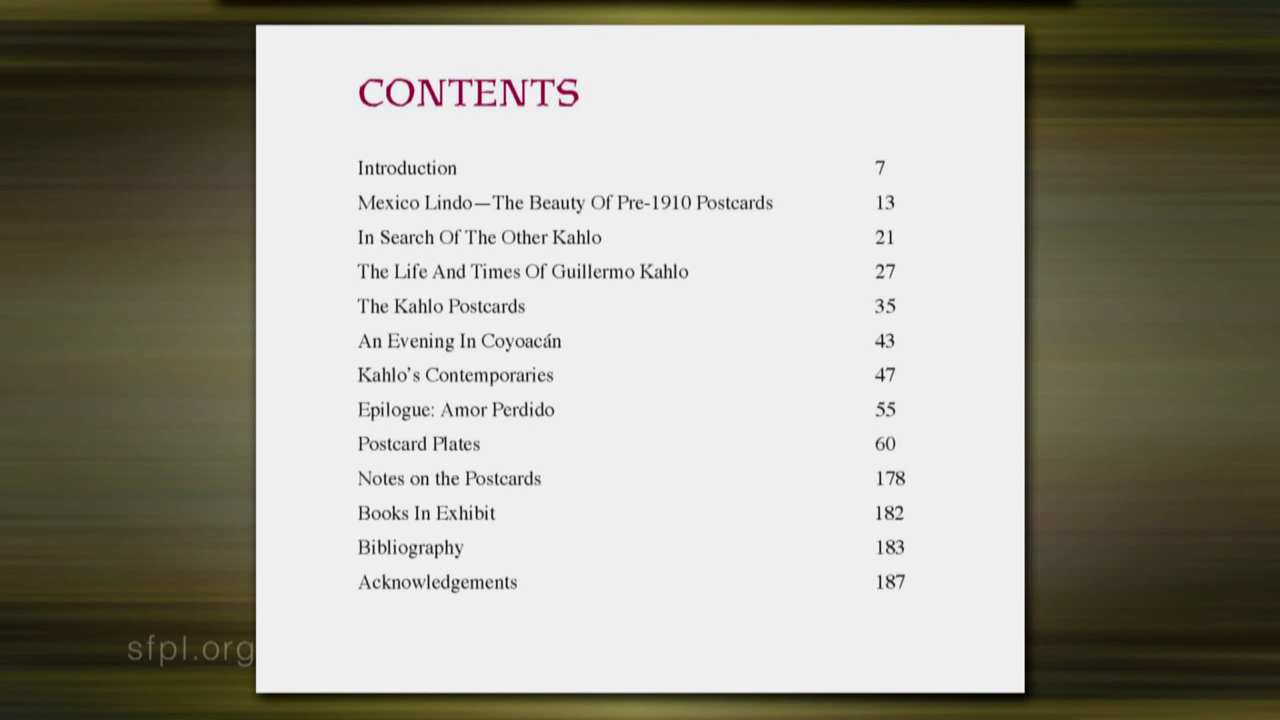 CONTENTS
Introduction 7
Mexico Lindo—The Beauty Of Pre-1910 Postcards 13
In Search Of The Other Kahlo 21
The Life And Times Of Guillermo Kahlo 27
The Kahlo Postcards 35
An Evening In Coyoacán 43
Kahlo’s Contemporaries 47
Epilogue: Amor Perdido 55
Postcard Plates 60
Notes on the Postcards 178
Books In Exhibit 182
Bibliography 183
Acknowledgements 187
sfpl.org